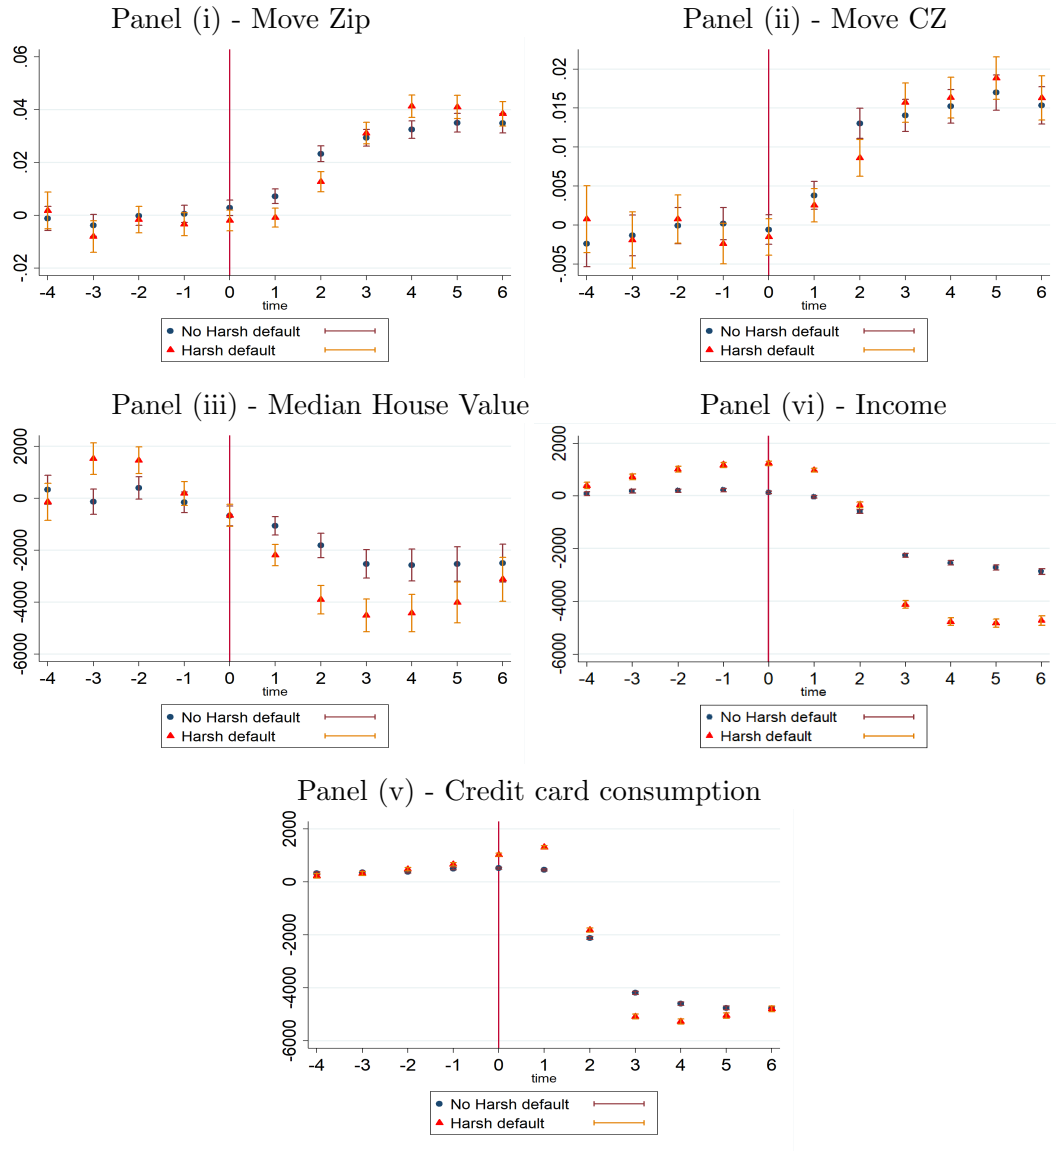 Panel (i) - Move Zip
.06
.04
.02
0
-.02
-4 -3 -2 -1 0 1 2 3 4 5 6
time
No Harsh default
Harsh default
Panel (ii) - Move CZ
.02
.015
.01
.005
0
-.005
-4 -3 -2 -1 0 1 2 3 4 5 6
time
No Harsh default
Harsh default
Panel (iii) - Median House Value
2000
0
-2000
-4000
-6000
-4 -3 -2 -1 0 1 2 3 4 5 6
time
No Harsh default
Harsh default
Panel (vi) - Income
2000
0
-2000
-4000
-6000
-4 -3 -2 -1 0 1 2 3 4 5 6
time
No Harsh default
Harsh default
Panel (v) - Credit card consumption
2000
0
-2000
-4000
-6000
-4 -3 -2 -1 0 1 2 3 4 5 6
time
No Harsh default
Harsh default